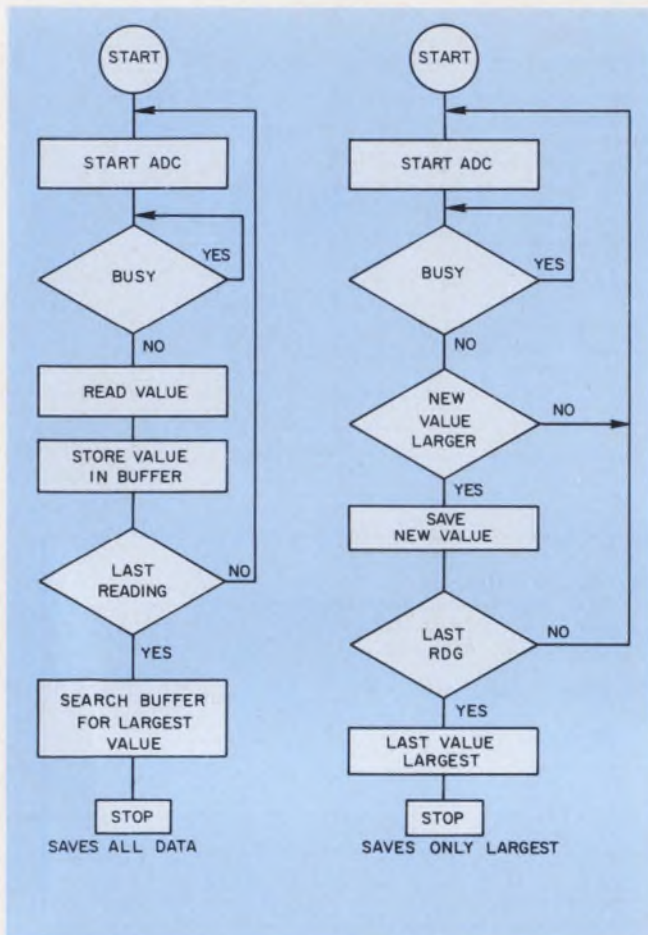 START
START ADC
BUSY
YES
NO
READ VALUE
STORE VALUE
IN BUFFER
LAST
READING
NO
YES
SEARCH BUFFER
FOR LARGEST
VALUE
STOP
SAVES ALL DATA
START
START ADC
BUSY
YES
NO
NEW
VALUE
LARGER
NO
YES
SAVE
NEW VALUE
LAST
RDG
NO
YES
LAST VALUE
LARGEST
STOP
SAVES ONLY LARGEST